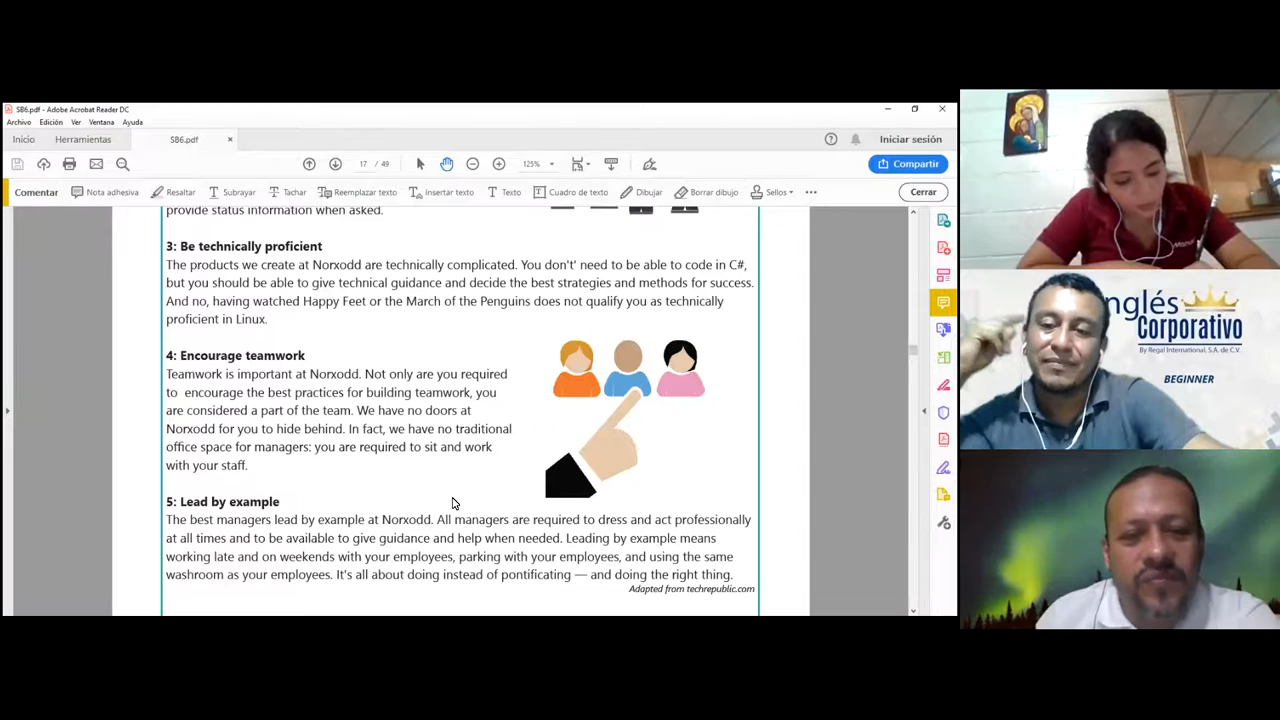 SB6.pdf - Adobe Acrobat Reader DC
Archivo Edición Ver Ventana Ayuda
Inicio Herramientas SB6.pdf × Iniciar sesión
17 / 49 125% Compartir
Comentar Nota adhesiva Resaltar Subrayar Tachar Reemplazar texto Insertar texto Texto Cuadro de texto Dibujar Borrar dibujo Sellos Cerrar
provide status information when asked.
3: Be technically proficient
The products we create at Norxodd are technically complicated. You don't' need to be able to code in C#,
but you should be able to give technical guidance and decide the best strategies and methods for success.
And no, having watched Happy Feet or the March of the Penguins does not qualify you as technically
proficient in Linux.
4: Encourage teamwork
Teamwork is important at Norxodd. Not only are you required
to encourage the best practices for building teamwork, you
are considered a part of the team. We have no doors at
Norxodd for you to hide behind. In fact, we have no traditional
office space for managers: you are required to sit and work
with your staff.
5: Lead by example
The best managers lead by example at Norxodd. All managers are required to dress and act professionally
at all times and to be available to give guidance and help when needed. Leading by example means
working late and on weekends with your employees, parking with your employees, and using the same
washroom as your employees. It's all about doing instead of pontificating — and doing the right thing.
Adapted from techrepublic.com
nglés
Corporativo
By Regal International, S.A. de C.V.
BEGINNER